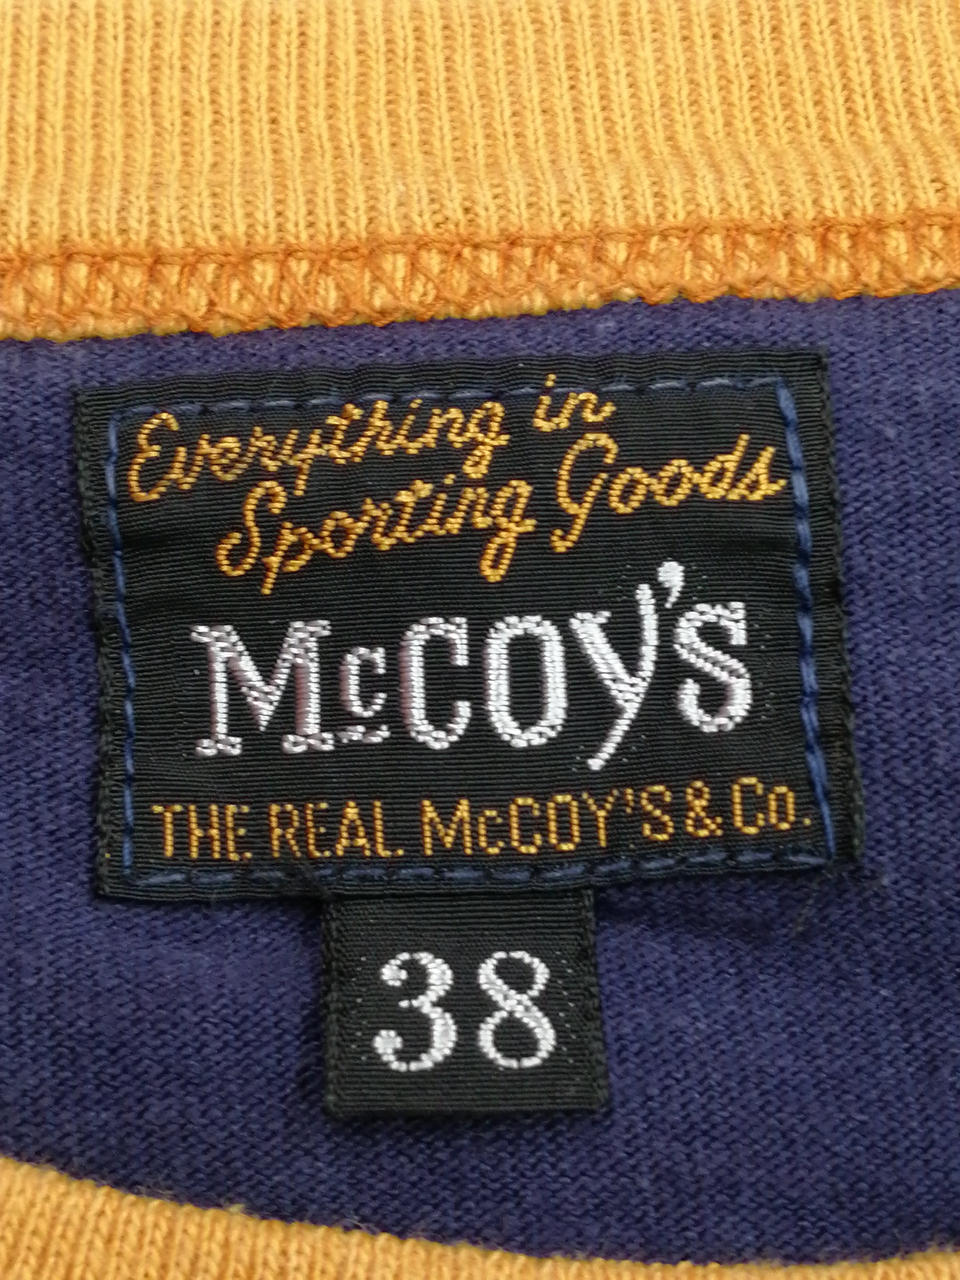 Everything in
Sporting Goods
McCOY'S
THE REAL McCOY'S & Co.
38